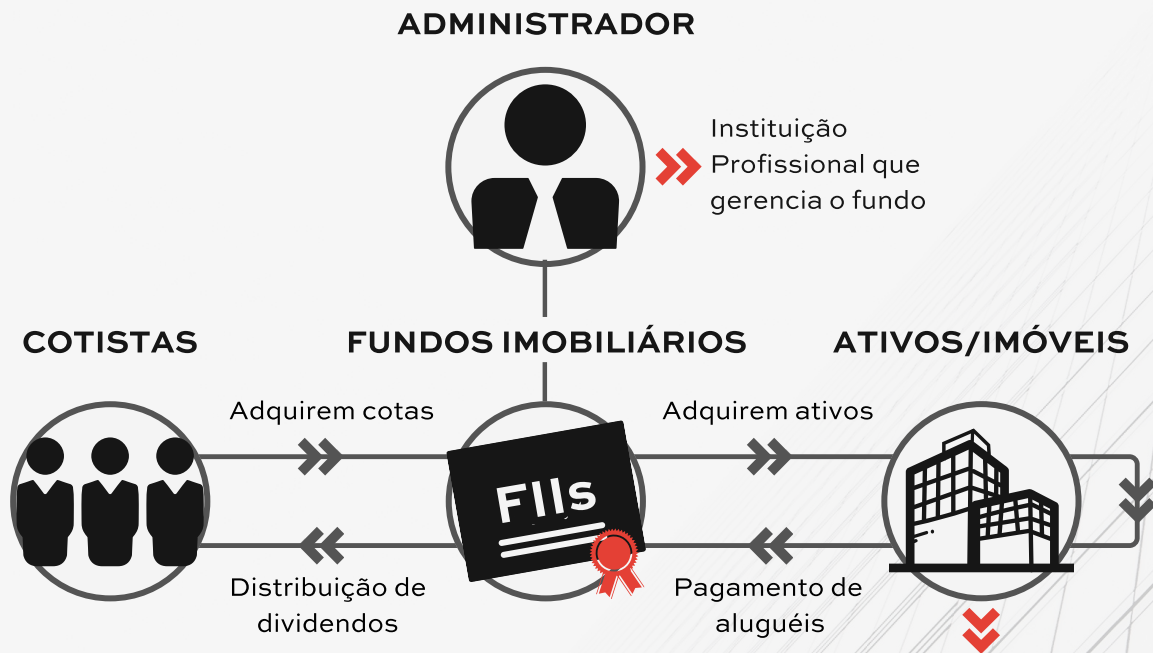 ADMINISTRADOR
Instituição
Profissional que
gerencia o fundo
COTISTAS
FUNDOS IMOBILIÁRIOS
ATIVOS/IMÓVEIS
Adquirem cotas
Adquirem ativos
FIIs
Distribuição de
dividendos
Pagamento de
aluguéis